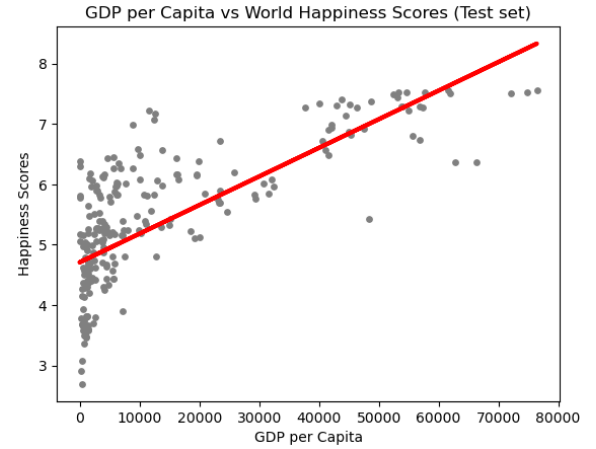 GDP per Capita vs World Happiness Scores (Test set)
8
7
6
5
4
3
Happiness Scores
0 10000 20000 30000 40000 50000 60000 70000 80000
GDP per Capita